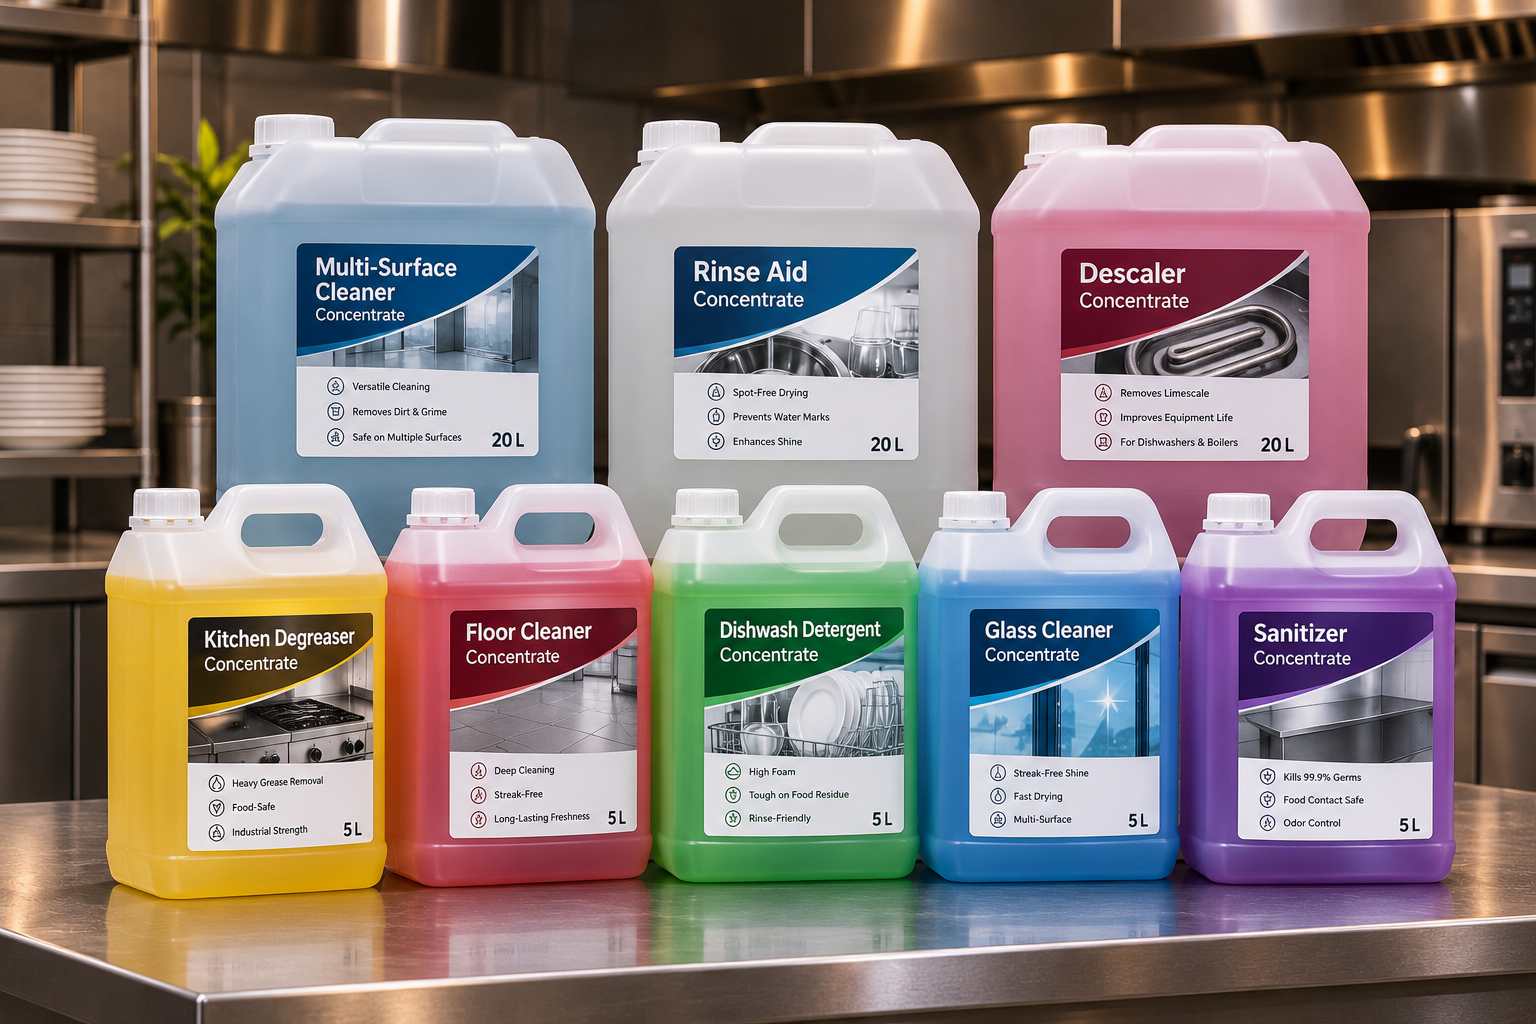 Multi-Surface
Cleaner
Concentrate
Versatile Cleaning
Removes Dirt & Grime
Safe on Multiple Surfaces
20 L
Rinse Aid
Concentrate
Spot-Free Drying
Prevents Water Marks
Enhances Shine
20 L
Descaler
Concentrate
Removes Limescale
Improves Equipment Life
For Dishwashers & Boilers
20 L
Kitchen Degreaser
Concentrate
Heavy Grease Removal
Food-Safe
Industrial Strength
5 L
Floor Cleaner
Concentrate
Deep Cleaning
Streak-Free
Long-Lasting Freshness
5 L
Dishwash Detergent
Concentrate
High Foam
Tough on Food Residue
Rinse-Friendly
5 L
Glass Cleaner
Concentrate
Streak-Free Shine
Fast Drying
Multi-Surface
5 L
Sanitizer
Concentrate
Kills 99.9% Germs
Food Contact Safe
Odor Control
5 L